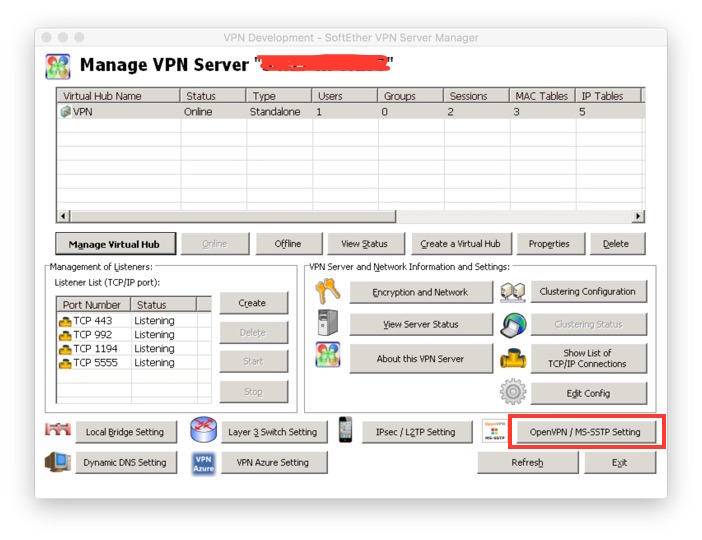 VPN Development - SoftEther VPN Server Manager
Manage VPN Server ""
Virtual Hub Name Status Type Users Groups Sessions MAC Tables IP Tables
VPN Online Standalone 1 0 2 3 5
Manage Virtual Hub Online Offline View Status Create a Virtual Hub Properties Delete
Management of Listeners:
Listener List (TCP/IP port):
Port Number Status
TCP 443 Listening
TCP 992 Listening
TCP 1194 Listening
TCP 5555 Listening
Create
Delete
Start
Stop
VPN Server and Network Information and Settings:
Encryption and Network
Clustering Configuration
View Server Status
Clustering Status
About this VPN Server
Show List of
TCP/IP Connections
Edit Config
Local Bridge Setting
Layer 3 Switch Setting
IPsec / L2TP Setting
OpenVPN
MS-SSTP
OpenVPN / MS-SSTP Setting
Dynamic DNS Setting
VPN
Azure
VPN Azure Setting
Refresh
Exit